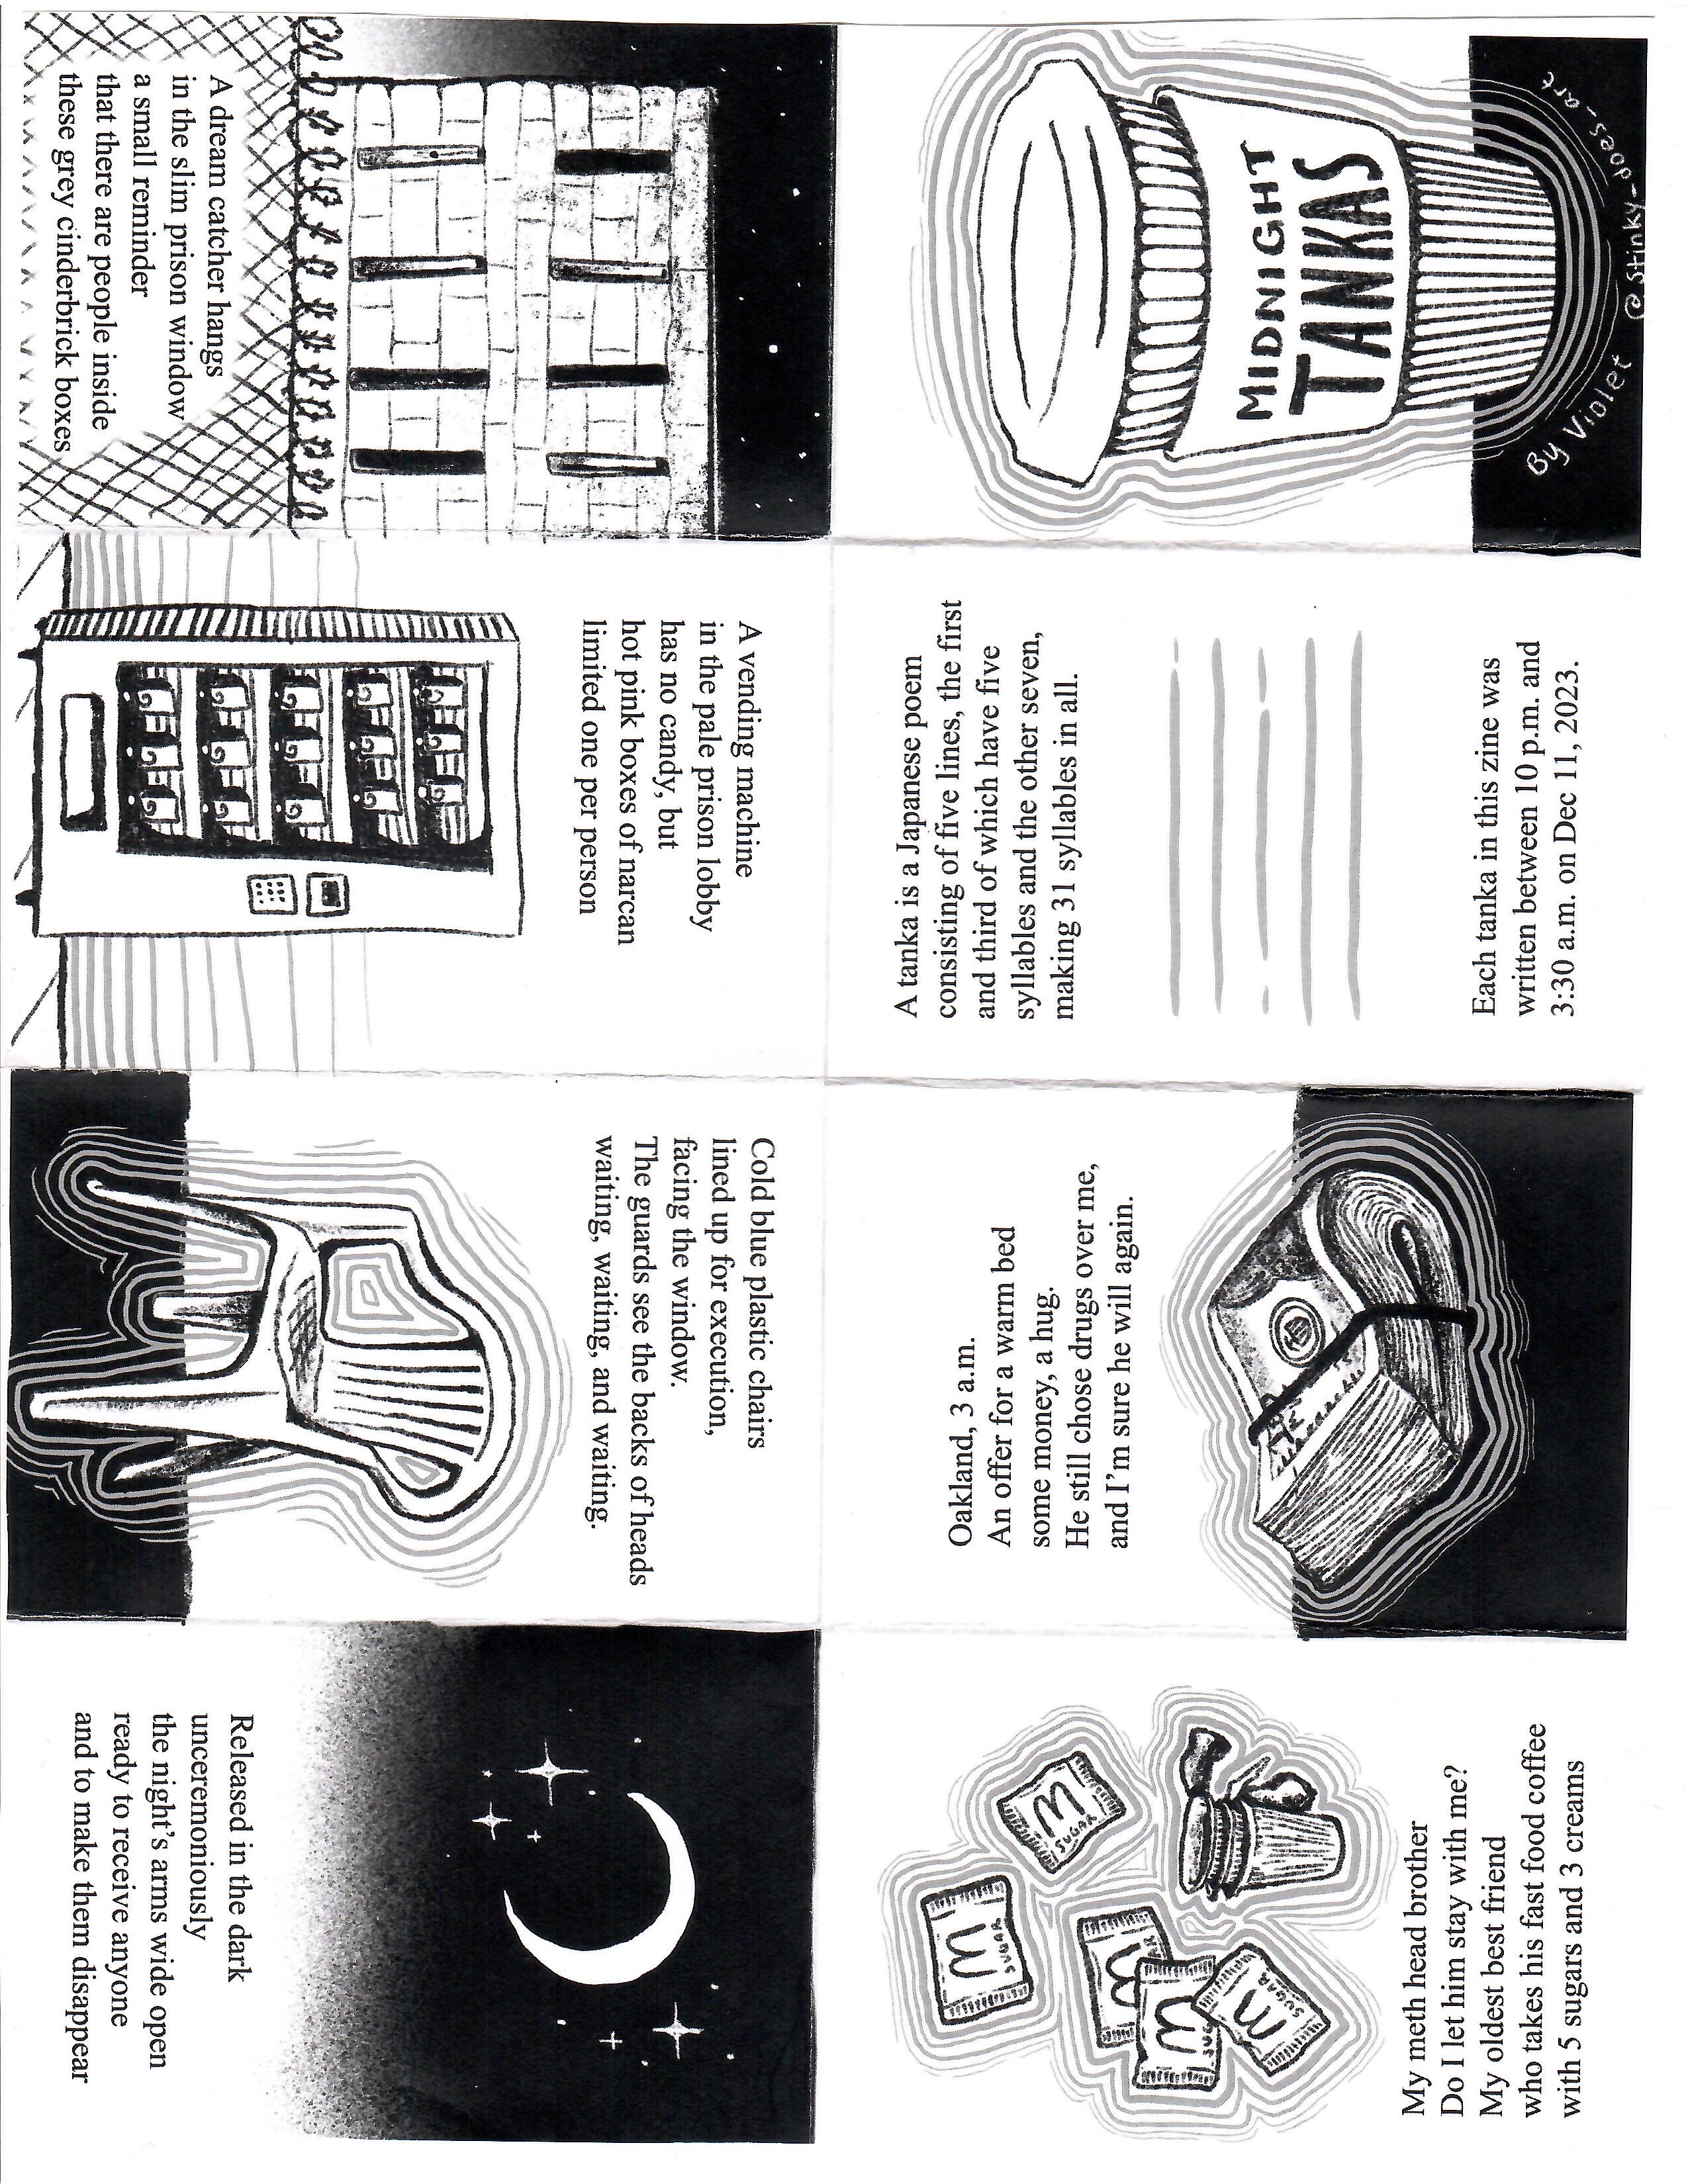 MIDNIGHT
TANKAS
By Violet @stinky_does_art
A dream catcher hangs
in the slim prison window
a small reminder
that there are people inside
these grey cinderbrick boxes
A vending machine
in the pale prison lobby
has no candy, but
hot pink boxes of narcan
limited one per person
Cold blue plastic chairs
lined up for execution,
facing the window.
The guards see the backs of heads
waiting, waiting, and waiting.
Released in the dark
unceremoniously
the night's arms wide open
ready to receive anyone
and to make them disappear
M
SUGAR
M
SUGAR
M
M
M
SUGAR
My meth head brother
Do I let him stay with me?
My oldest best friend
who takes his fast food coffee
with 5 sugars and 3 creams
Oakland, 3 a.m.
An offer for a warm bed
some money, a hug.
He still chose drugs over me,
and I'm sure he will again.
A tanka is a Japanese poem
consisting of five lines, the first
and third of which have five
syllables and the other seven,
making 31 syllables in all.
Each tanka in this zine was
written between 10 p.m. and
3:30 a.m. on Dec 11, 2023.